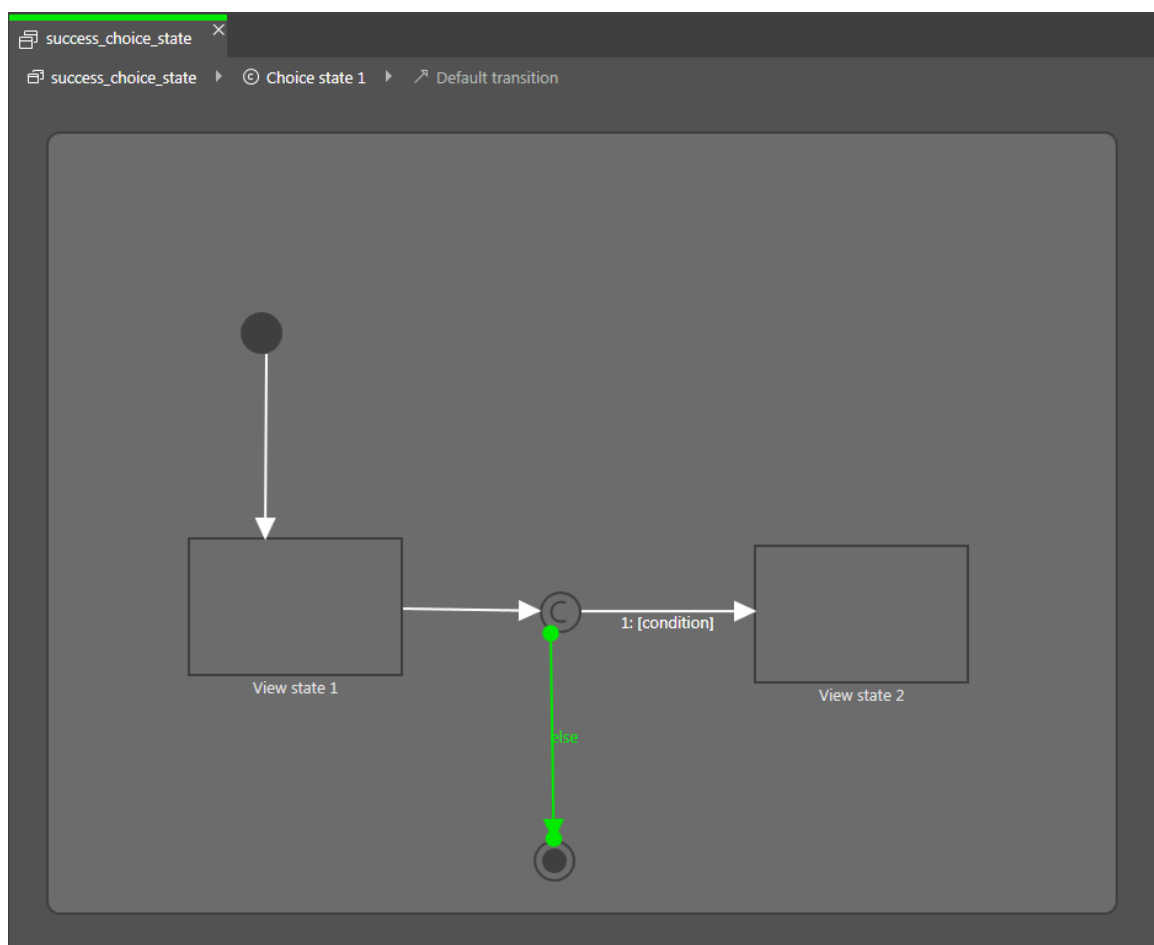 success_choice_state
success_choice_state Choice state 1 Default transition
1: [condition]
View state 1
View state 2
else